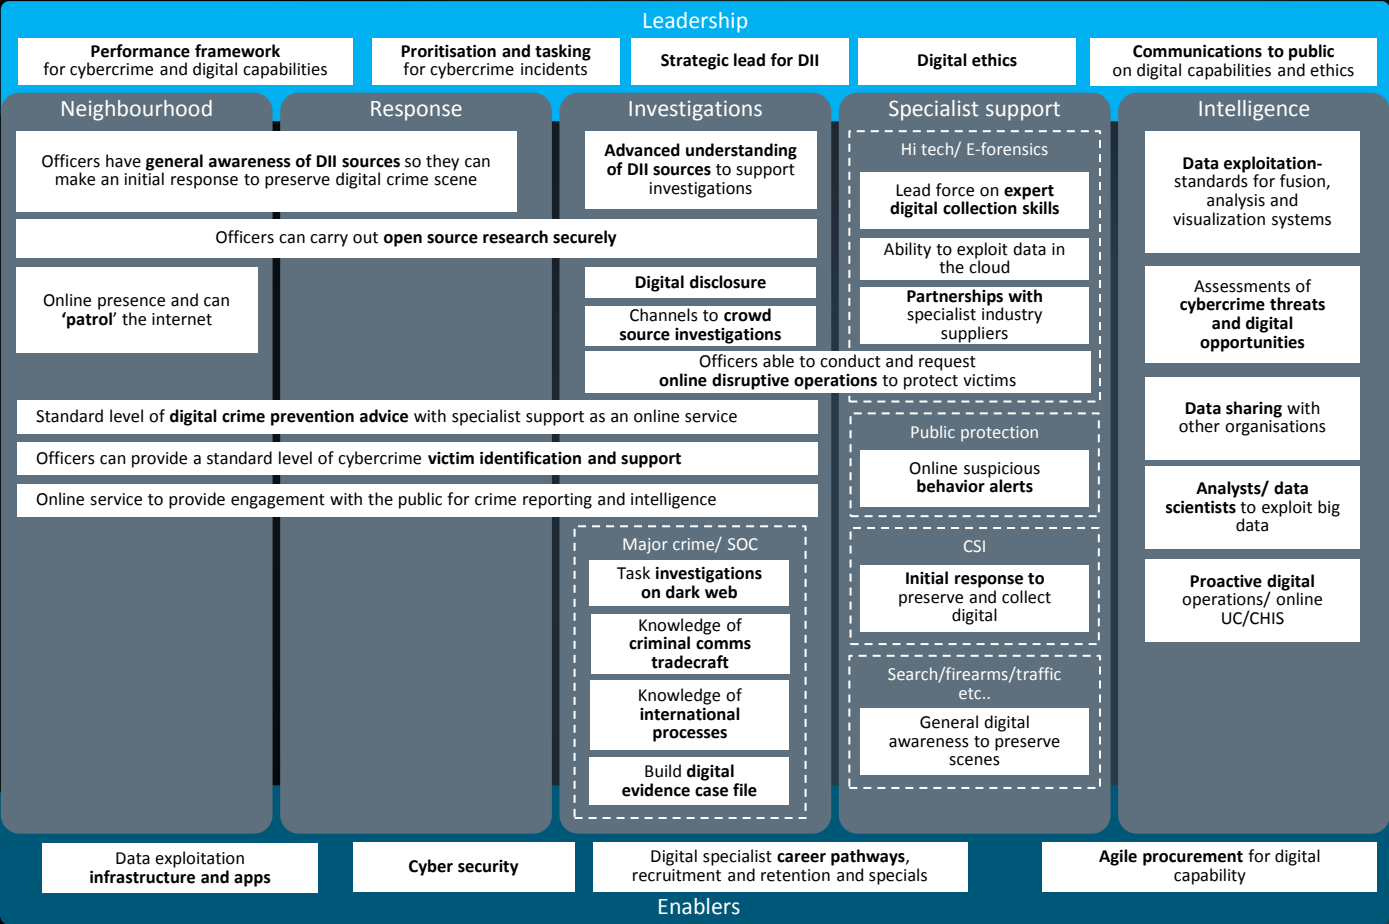 Leadership
Performance framework
for cybercrime and digital capabilities
Proritisation and tasking
for cybercrime incidents
Strategic lead for DII
Digital ethics
Communications to public
on digital capabilities and ethics
Neighbourhood
Response
Investigations
Specialist support
Intelligence
Officers have general awareness of DII sources so they can
make an initial response to preserve digital crime scene
Officers can carry out open source research securely
Online presence and can
‘patrol’ the internet
Advanced understanding
of DII sources to support
investigations
Digital disclosure
Channels to crowd
source investigations
Officers able to conduct and request
online disruptive operations to protect victims
Standard level of digital crime prevention advice with specialist support as an online service
Officers can provide a standard level of cybercrime victim identification and support
Online service to provide engagement with the public for crime reporting and intelligence
Major crime/ SOC
Task investigations
on dark web
Knowledge of
criminal comms
tradecraft
Knowledge of
international
processes
Build digital
evidence case file
Hi tech/ E-forensics
Lead force on expert
digital collection skills
Ability to exploit data in
the cloud
Partnerships with
specialist industry
suppliers
Public protection
Online suspicious
behavior alerts
CSI
Initial response to
preserve and collect
digital
Search/firearms/traffic
etc..
General digital
awareness to preserve
scenes
Data exploitation-
standards for fusion,
analysis and
visualization systems
Assessments of
cybercrime threats
and digital
opportunities
Data sharing with
other organisations
Analysts/ data
scientists to exploit big
data
Proactive digital
operations/ online
UC/CHIS
Data exploitation
infrastructure and apps
Cyber security
Digital specialist career pathways,
recruitment and retention and specials
Agile procurement for digital
capability
Enablers